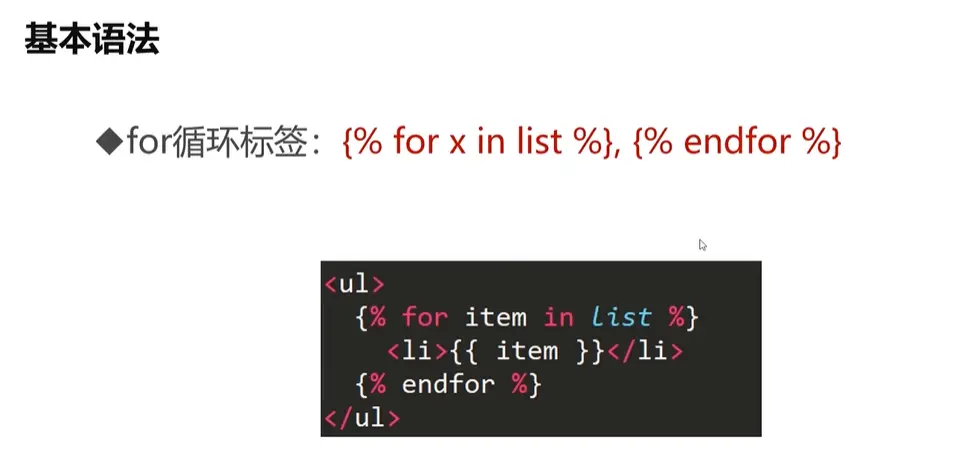 基本语法
◆for循环标签：{% for x in list %}, {% endfor %}
<ul>
  {% for item in list %}
    <li>{{ item }}</li>
  {% endfor %}
</ul>